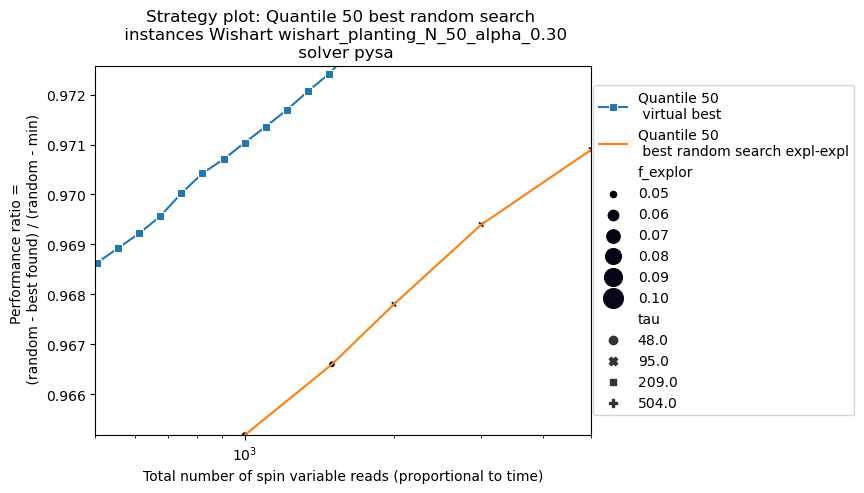 Strategy plot: Quantile 50 best random search
instances Wishart wishart_planting_N_50_alpha_0.30
solver pysa
Performance ratio =
(random - best found) / (random - min)
0.972
0.971
0.970
0.969
0.968
0.967
0.966
10³
Total number of spin variable reads (proportional to time)
Quantile 50
virtual best
Quantile 50
best random search expl-expl
f_explor
0.05
0.06
0.07
0.08
0.09
0.10
tau
48.0
95.0
209.0
504.0